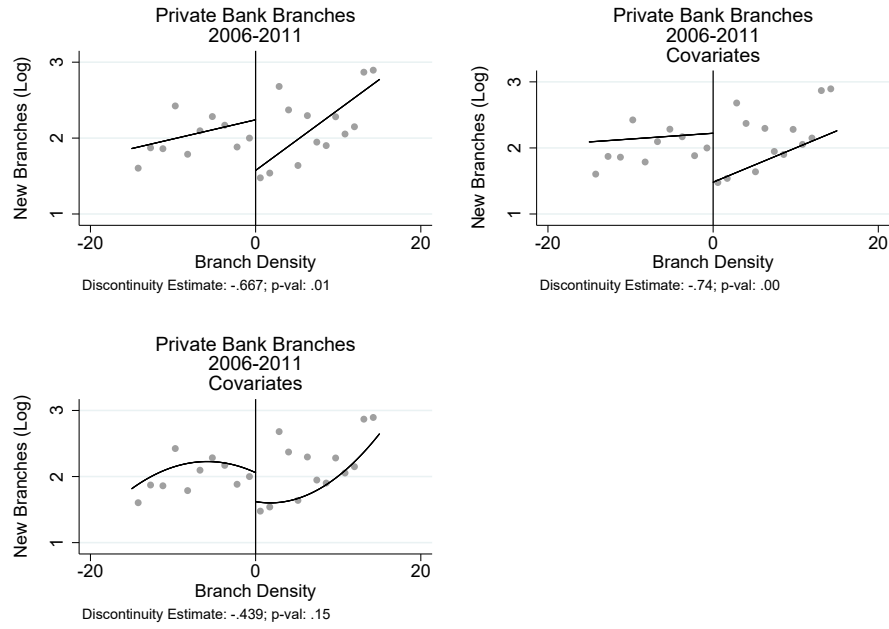 Private Bank Branches
2006-2011
New Branches (Log)
3
2
1
-20
0
20
Branch Density
Discontinuity Estimate: -.667; p-val: .01
Private Bank Branches
2006-2011
Covariates
New Branches (Log)
3
2
1
-20
0
20
Branch Density
Discontinuity Estimate: -.74; p-val: .00
Private Bank Branches
2006-2011
Covariates
New Branches (Log)
3
2
1
-20
0
20
Branch Density
Discontinuity Estimate: -.439; p-val: .15